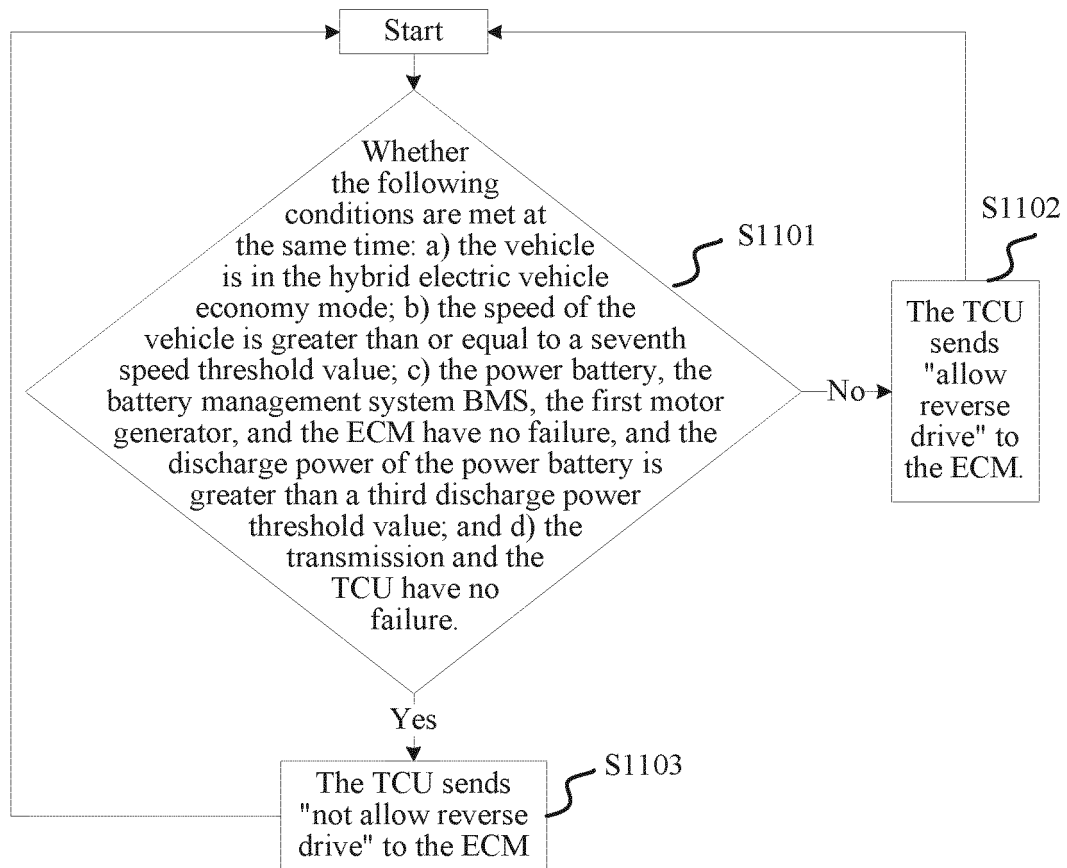 Start
Whether
the following
conditions are met at
the same time: a) the vehicle
is in the hybrid electric vehicle
economy mode; b) the speed of the
vehicle is greater than or equal to a seventh
speed threshold value; c) the power battery, the
battery management system BMS, the first motor
generator, and the ECM have no failure, and the
discharge power of the power battery is
greater than a third discharge power
threshold value; and d) the
transmission and the
TCU have no
failure.
S1101
No
S1102
The TCU
sends
"allow
reverse
drive" to
the ECM.
Yes
S1103
The TCU sends
"not allow reverse
drive" to the ECM